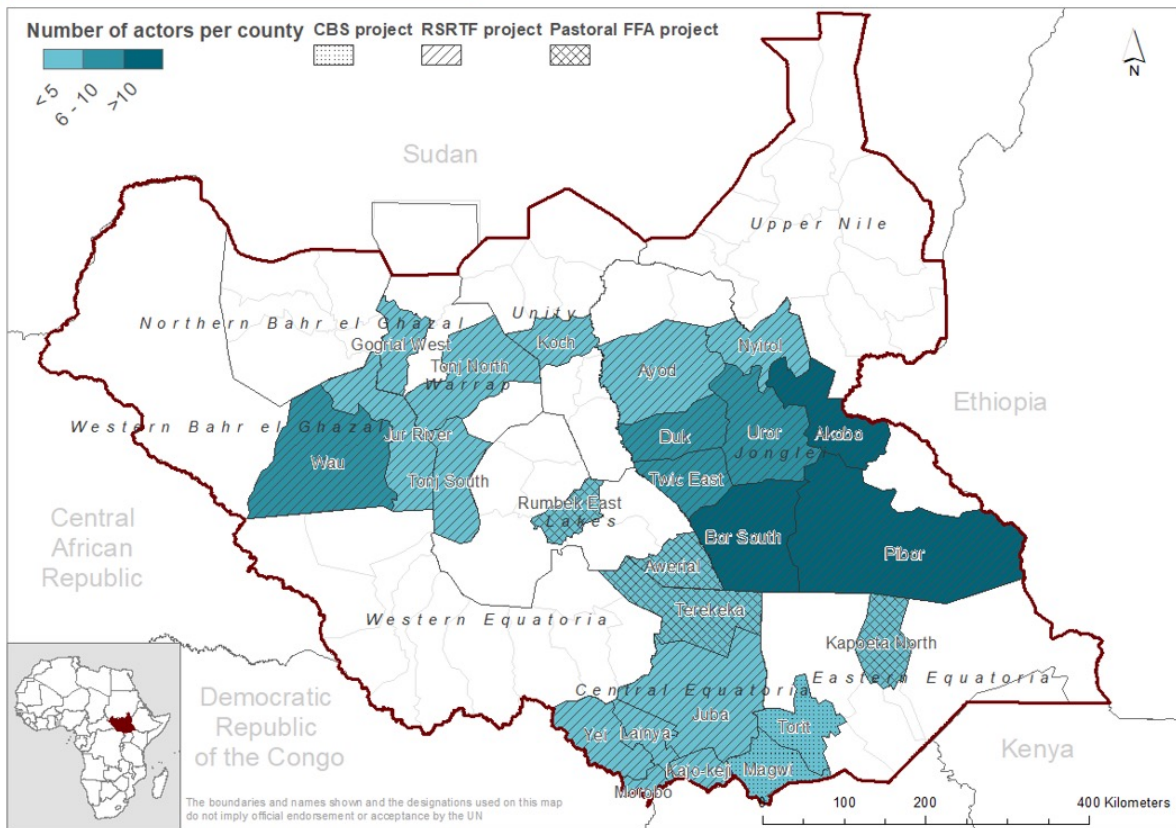 Number of actors per county
CBS project
RSRTF project
Pastoral FFA project
< 5
6 - 10
>10
N
Sudan
Upper Nile
Northern Bahr el Ghazal
Unity
Gogrial West
Tonj North
Koch
Nyirol
Warrap
Ayod
Ethiopia
Western Bahr el Ghazal
Jur River
Duk
Uror
Akobo
Jonglei
Wau
Tonj South
Twic East
Rumbek East
Lakes
Central
African
Republic
Bor South
Pibor
Awerial
Terekeka
Western Equatoria
Kapoeta North
Central Equatoria
Eastern Equatoria
Democratic
Republic
of the Congo
Juba
Torit
Yei
Lainya
Kajo-keji
Magwi
Morobo
Kenya
The boundaries and names shown and the designations used on this map
do not imply official endorsement or acceptance by the UN
0 100 200 400 Kilometers